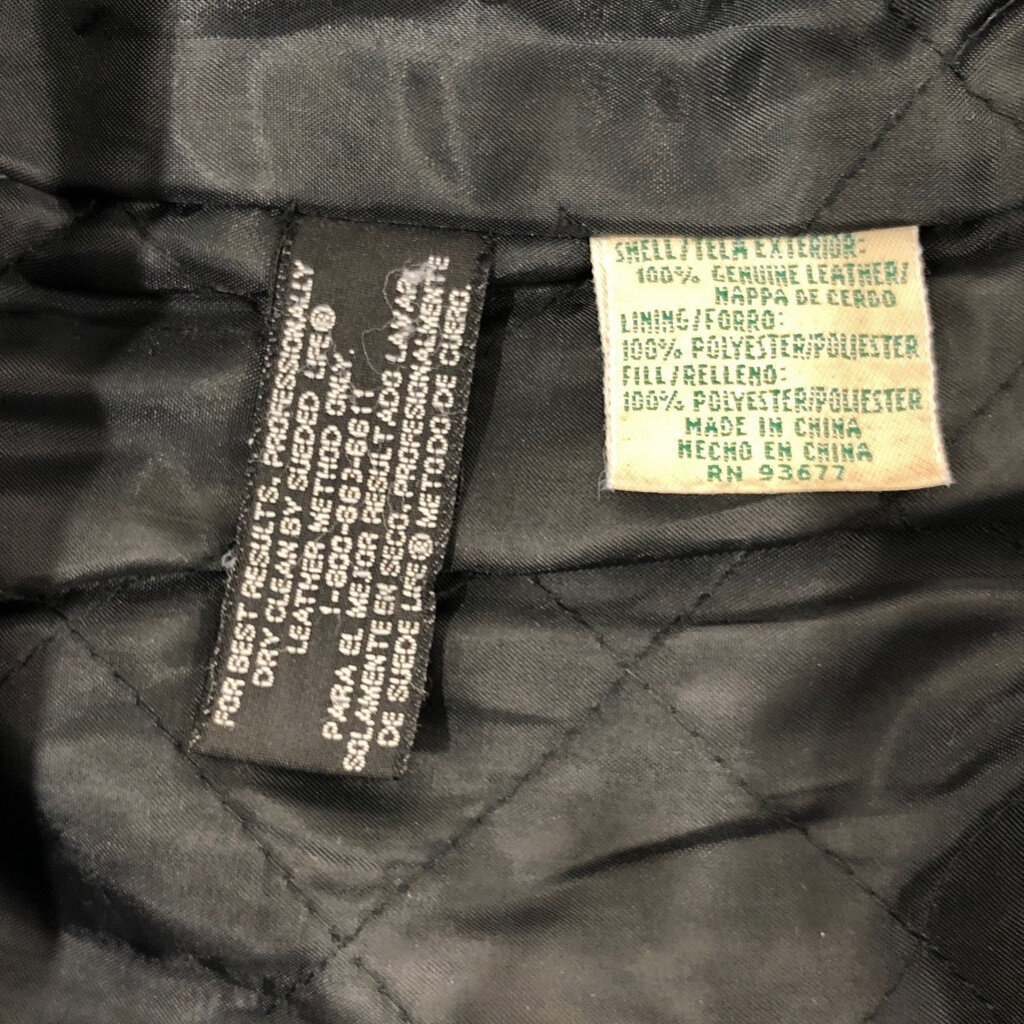 FOR BEST RESULTS, PROFESSIONALLY
DRY CLEAN BY SUEDED LIFE®
LEATHER METHOD ONLY.
1-800-363-6611
PARA EL MEJOR RESULTADO LAVAR
SOLAMENTE EN SECO, PROFESIONALMENTE
DE SUEDE LIFE® METODO DE CUERO.
SHELL/TELA EXTERIOR:
100% GENUINE LEATHER/
NAPPA DE CERDO
LINING/FORRO:
100% POLYESTER/POLIESTER
FILL/RELLENO:
100% POLYESTER/POLIESTER
MADE IN CHINA
HECHO EN CHINA
RN 93677